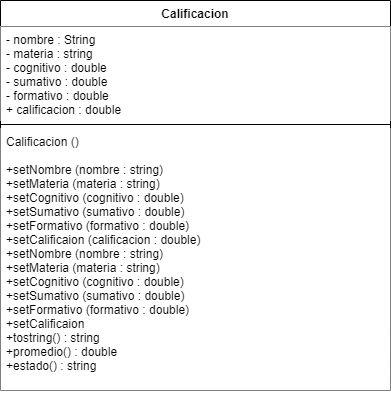 Calificacion
- nombre : String
- materia : string
- cognitivo : double
- sumativo : double
- formativo : double
+ calificacion : double
Calificacion ()
+setNombre (nombre : string)
+setMateria (materia : string)
+setCognitivo (cognitivo : double)
+setSumativo (sumativo : double)
+setFormativo (formativo : double)
+setCalificaion (calificacion : double)
+setNombre (nombre : string)
+setMateria (materia : string)
+setCognitivo (cognitivo : double)
+setSumativo (sumativo : double)
+setFormativo (formativo : double)
+setCalificaion
+tostring() : string
+promedio() : double
+estado() : string